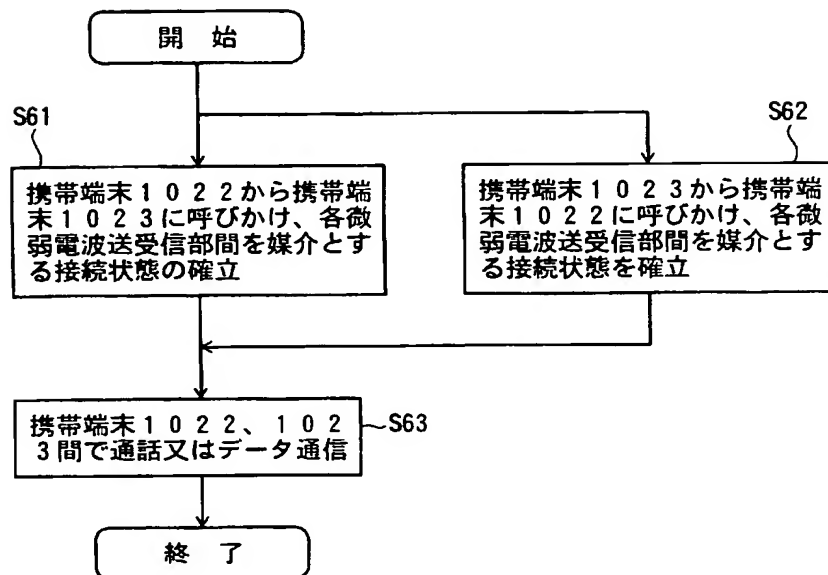 開 始
S61
携帯端末1022から携帯端
末1023に呼びかけ、各微
弱電波送受信部間を媒介とす
る接続状態の確立
S62
携帯端末1023から携帯端
末1022に呼びかけ、各微
弱電波送受信部間を媒介とす
る接続状態を確立
携帯端末1022、102
3間で通話又はデータ通信
S63
終 了